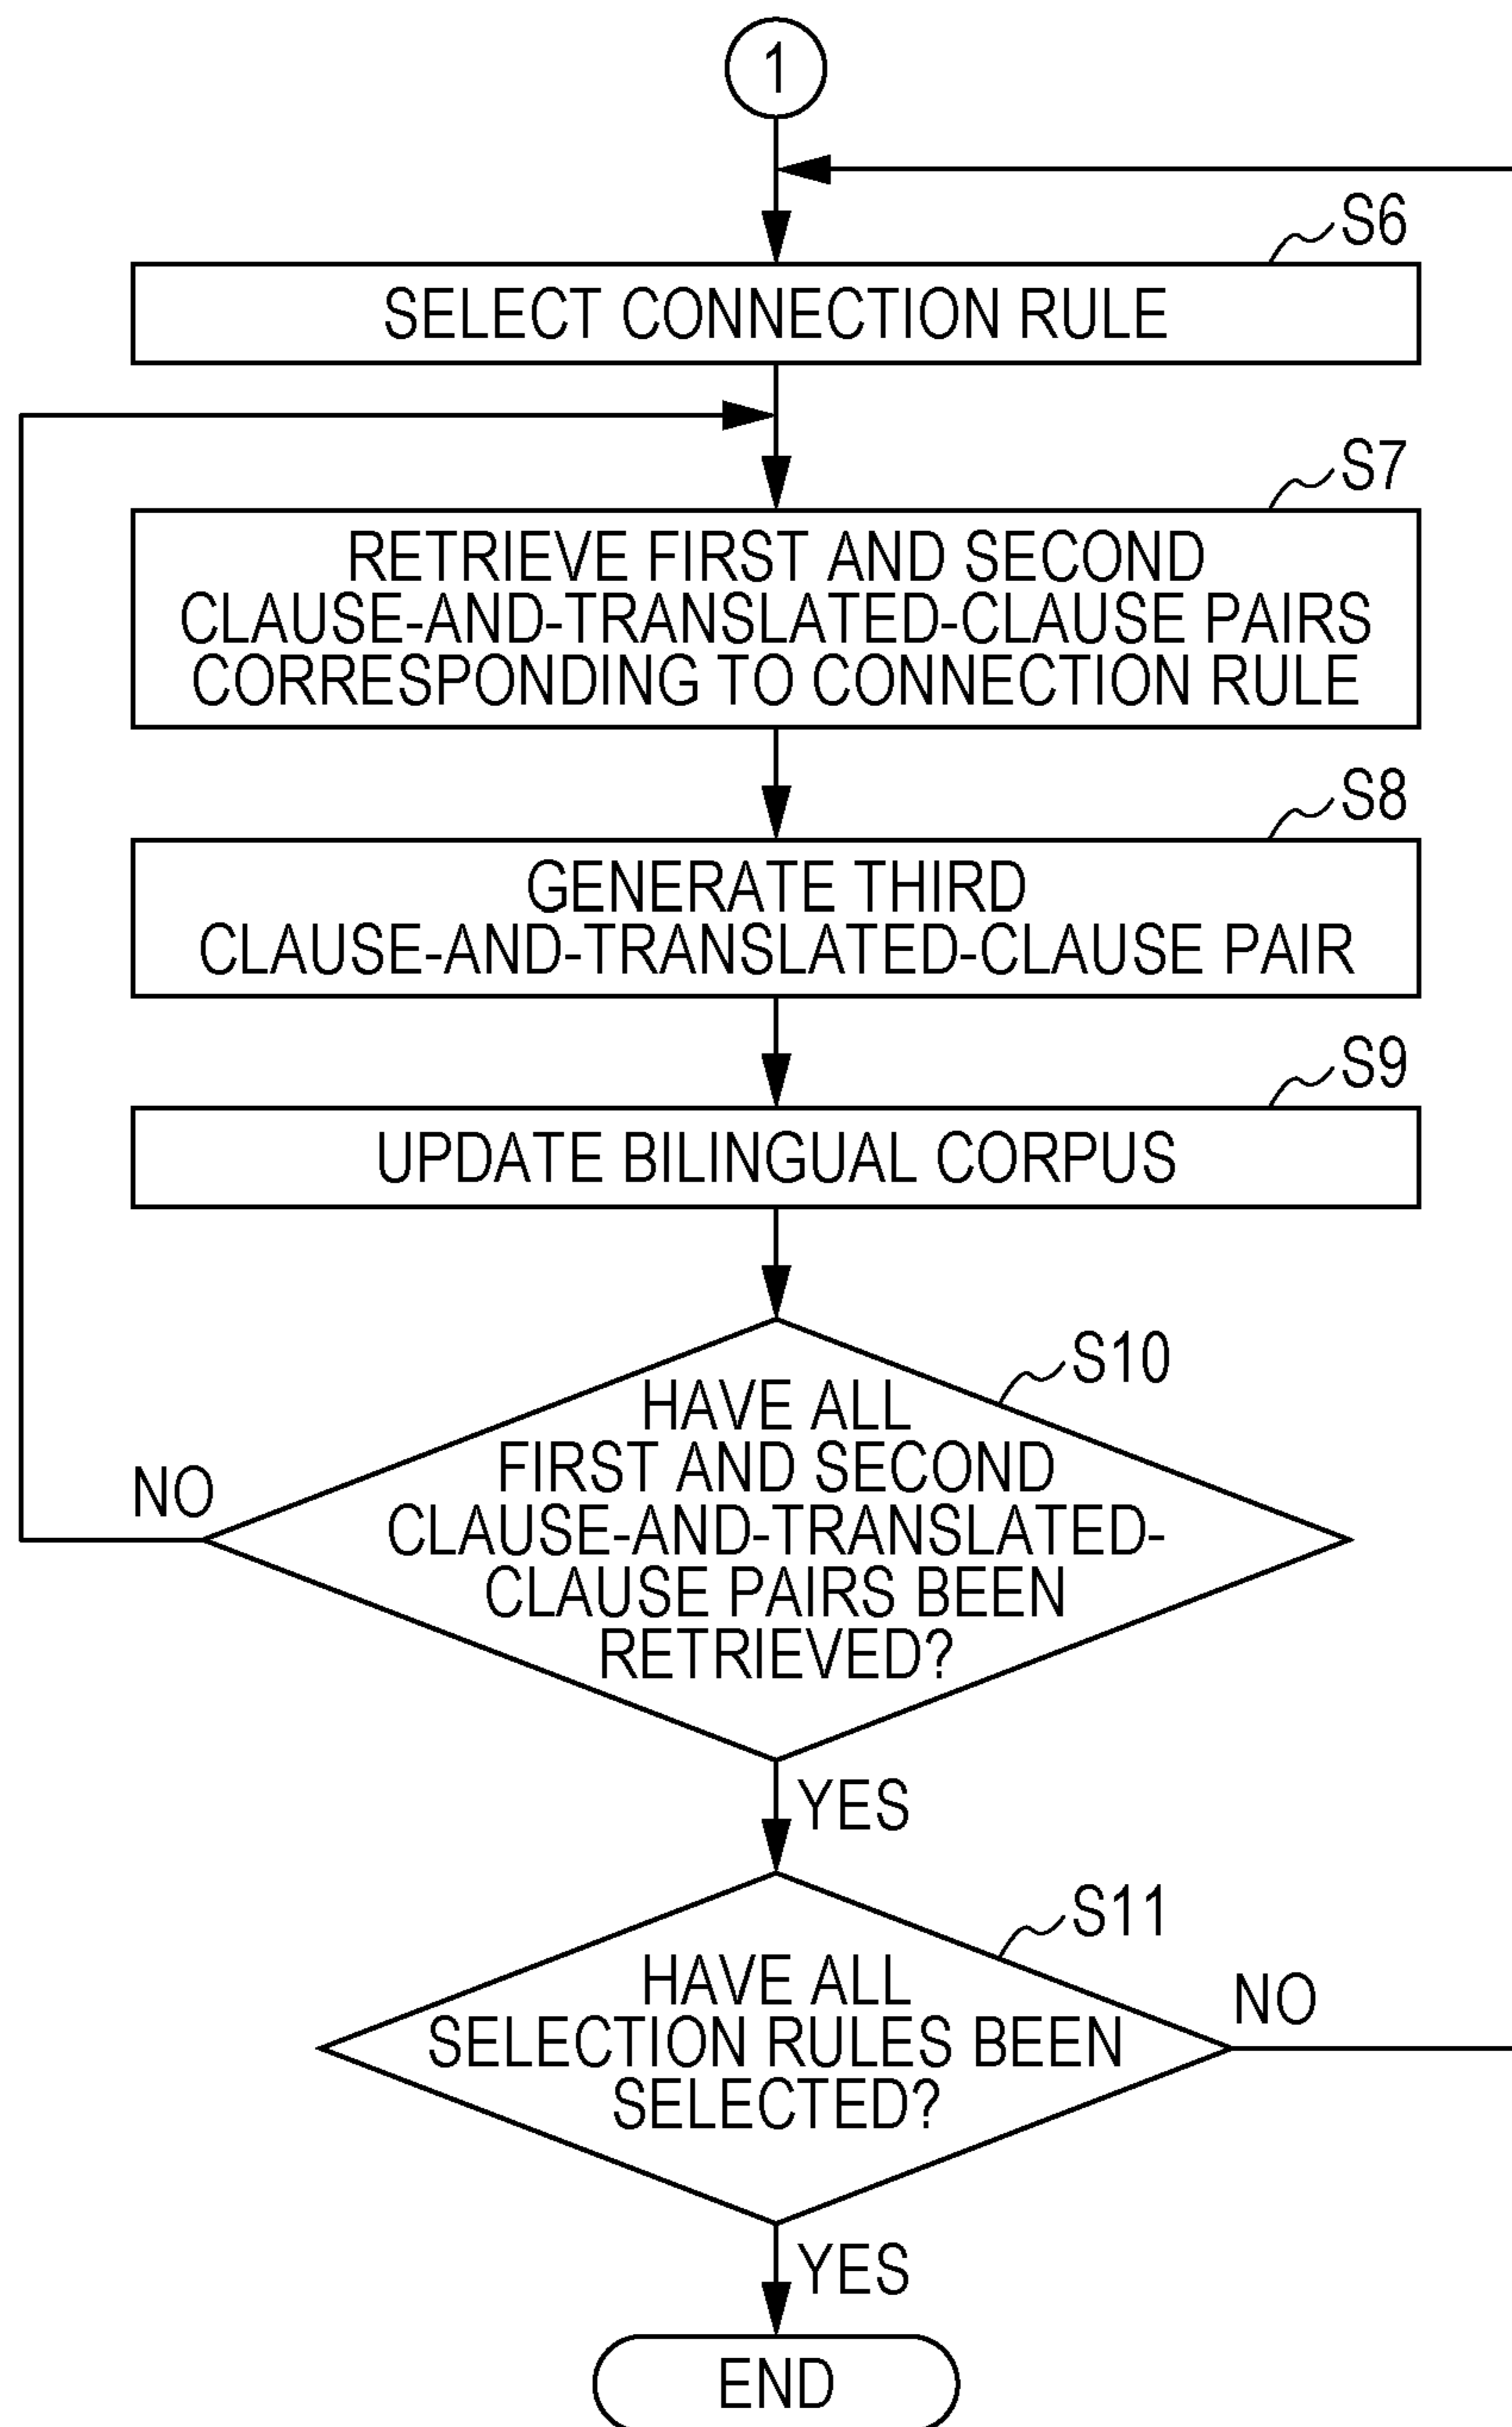 1
S6
SELECT CONNECTION RULE
S7
RETRIEVE FIRST AND SECOND
CLAUSE-AND-TRANSLATED-CLAUSE PAIRS
CORRESPONDING TO CONNECTION RULE
S8
GENERATE THIRD
CLAUSE-AND-TRANSLATED-CLAUSE PAIR
S9
UPDATE BILINGUAL CORPUS
S10
HAVE ALL
FIRST AND SECOND
CLAUSE-AND-TRANSLATED-
CLAUSE PAIRS BEEN
RETRIEVED?
NO
YES
S11
HAVE ALL
SELECTION RULES BEEN
SELECTED?
NO
YES
END